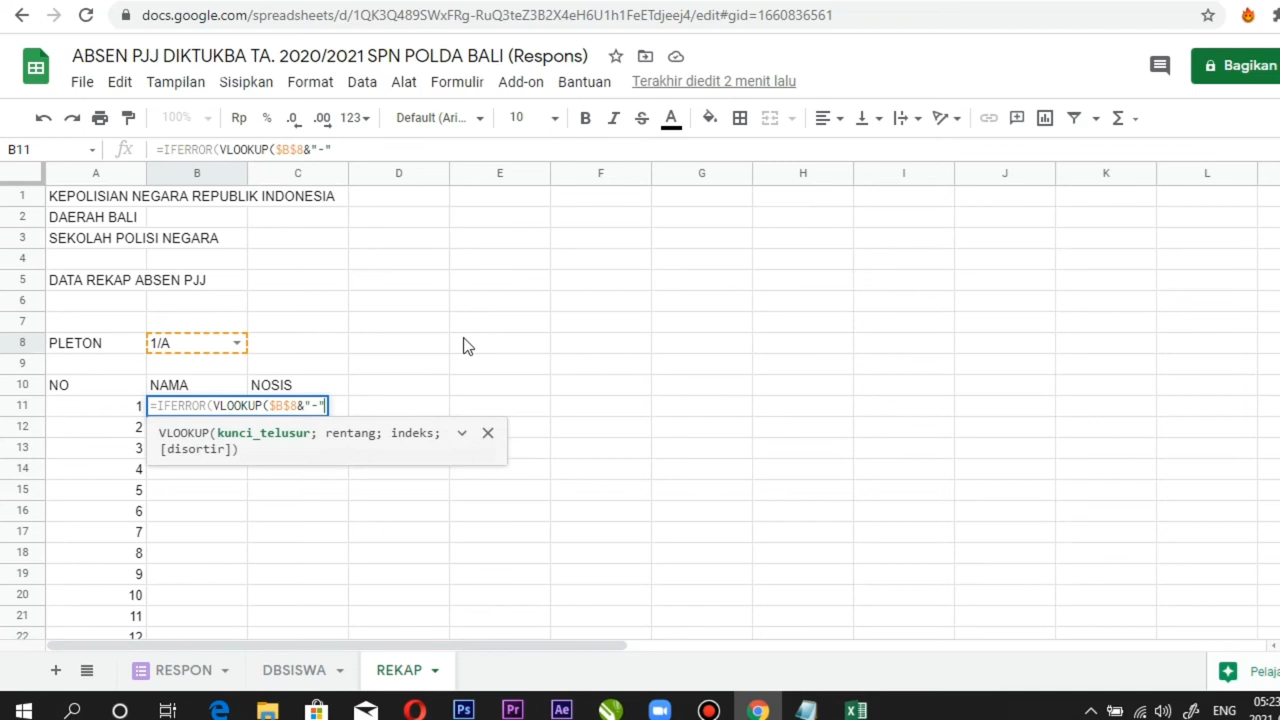 docs.google.com/spreadsheets/d/1QK3Q489SWxFRg-RuQ3teZ3B2X4eH6U1h1FeETdjeej4/edit#gid=1660836561
ABSEN PJJ DIKTUKBA TA. 2020/2021 SPN POLDA BALI (Respons)
File Edit Tampilan Sisipkan Format Data Alat Formulir Add-on Bantuan Terakhir diedit 2 menit lalu
Bagikan
100% Rp % .0 .00 123 Default (Ari... 10 B I S A Σ
B11 fx =IFERROR(VLOOKUP($B$8&"-"
A B C D E F G H I J K L
1 KEPOLISIAN NEGARA REPUBLIK INDONESIA
2 DAERAH BALI
3 SEKOLAH POLISI NEGARA
4
5 DATA REKAP ABSEN PJJ
6
7
8 PLETON 1/A
9
10 NO NAMA NOSIS
11 1 =IFERROR(VLOOKUP($B$8&"-"
12 2
VLOOKUP(kunci_telusur; rentang; indeks;
13 3
[disortir])
14 4
15 5
16 6
17 7
18 8
19 9
20 10
21 11
22 12
+ RESPON DBSISWA REKAP
Pelaja
Ps Pr Ae ENG 05:23